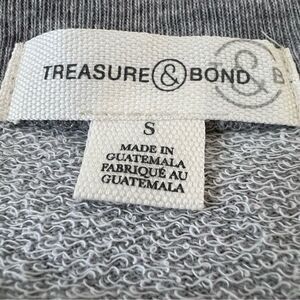 TREASURE & BOND
& B
S
MADE IN
GUATEMALA
FABRIQUÉ AU
GUATEMALA